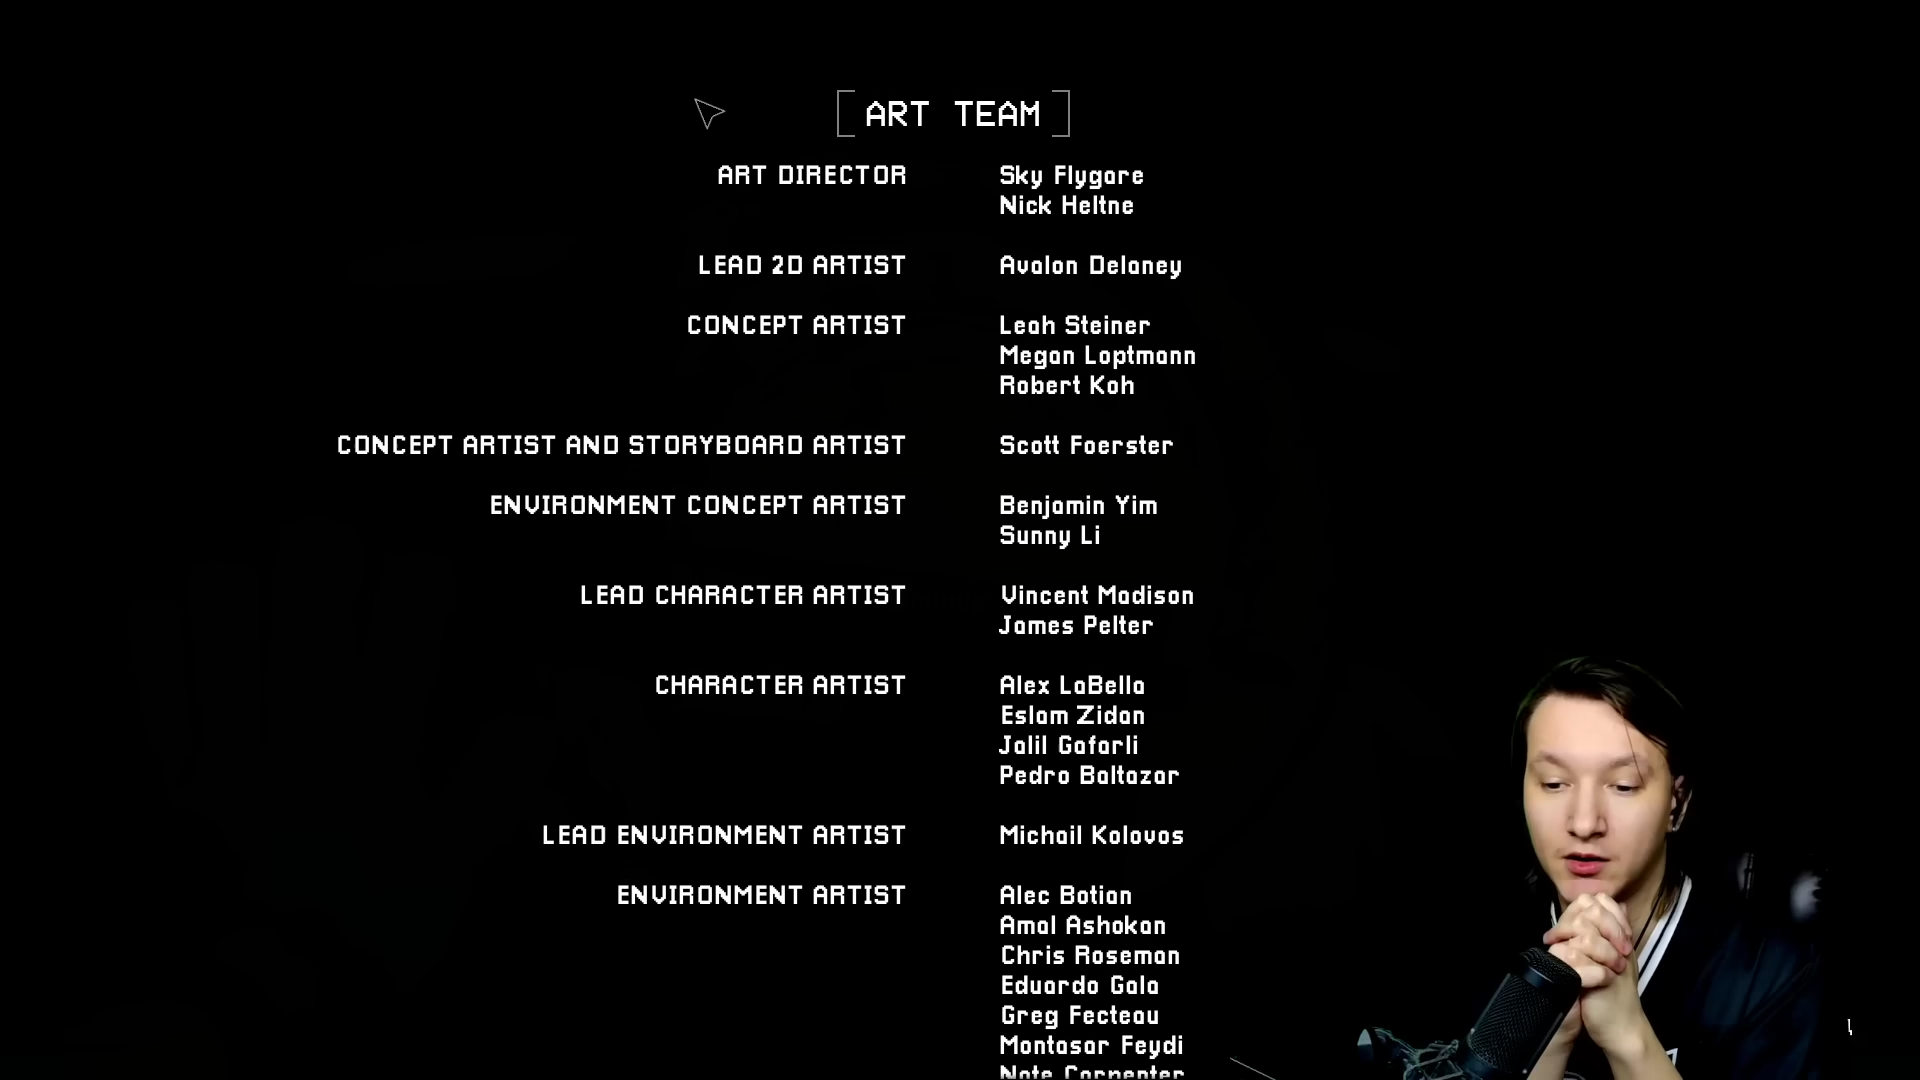 ART TEAM
ART DIRECTOR Sky Flygare
Nick Heltne
LEAD 2D ARTIST Avalon Delaney
CONCEPT ARTIST Leah Steiner
Megan Loptmann
Robert Koh
CONCEPT ARTIST AND STORYBOARD ARTIST Scott Foerster
ENVIRONMENT CONCEPT ARTIST Benjamin Yim
Sunny Li
LEAD CHARACTER ARTIST Vincent Madison
James Pelter
CHARACTER ARTIST Alex LaBella
Eslam Zidan
Jalil Gafarli
Pedro Baltazar
LEAD ENVIRONMENT ARTIST Michail Kolovos
ENVIRONMENT ARTIST Alec Botian
Amal Ashokan
Chris Roseman
Eduardo Gala
Greg Fecteau
Montasar Feydi
Nate Carpenter